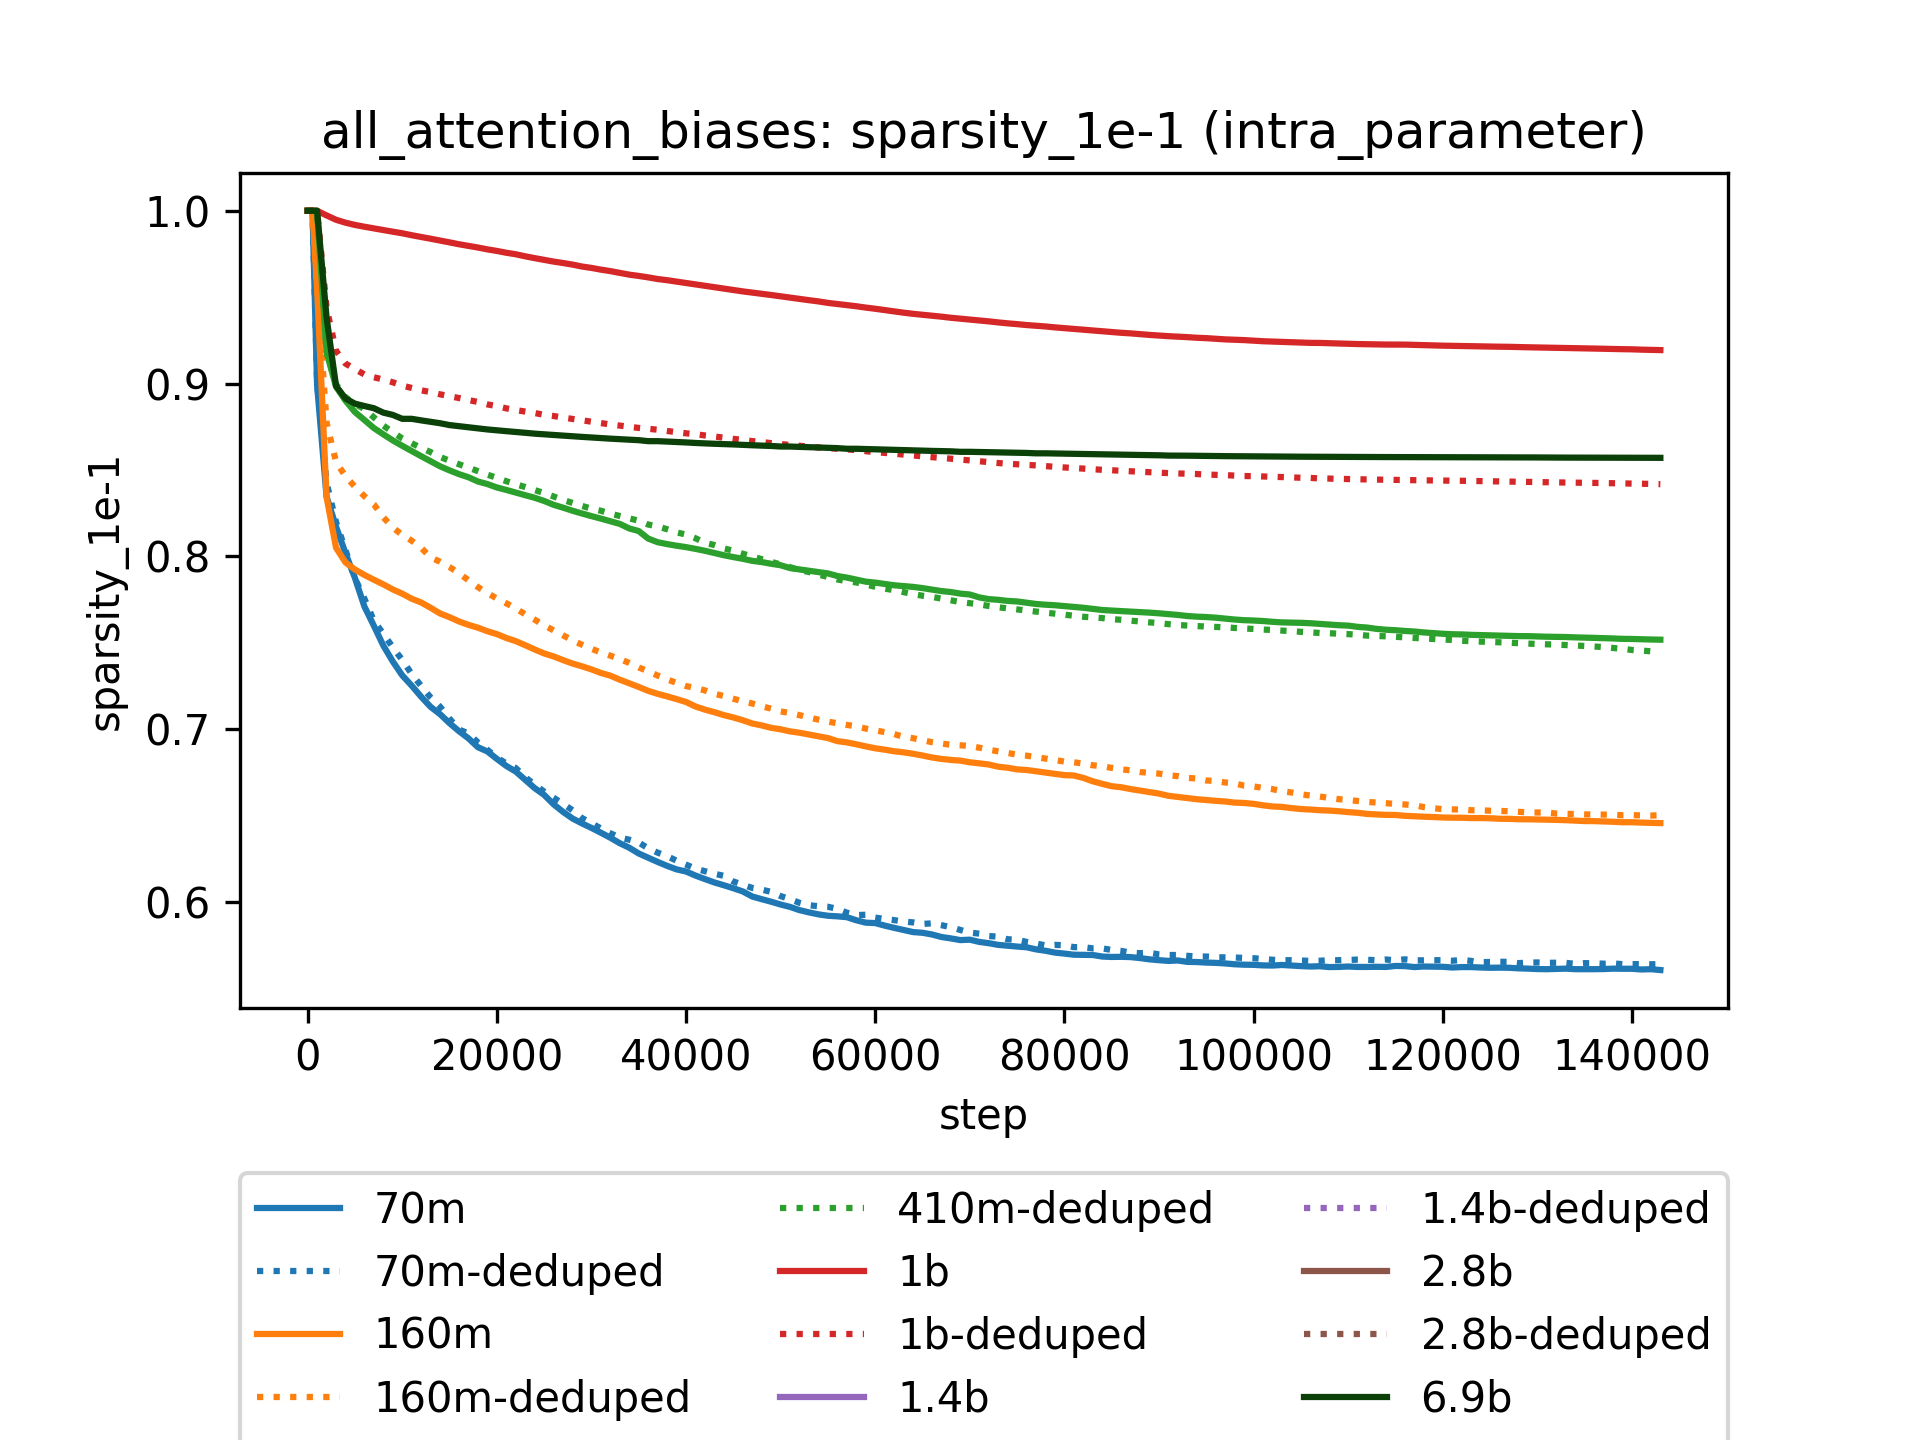 all_attention_biases: sparsity_1e-1 (intra_parameter)
sparsity_1e-1
1.0
0.9
0.8
0.7
0.6
0 20000 40000 60000 80000 100000 120000 140000
step
70m 410m-deduped 1.4b-deduped
70m-deduped 1b 2.8b
160m 1b-deduped 2.8b-deduped
160m-deduped 1.4b 6.9b